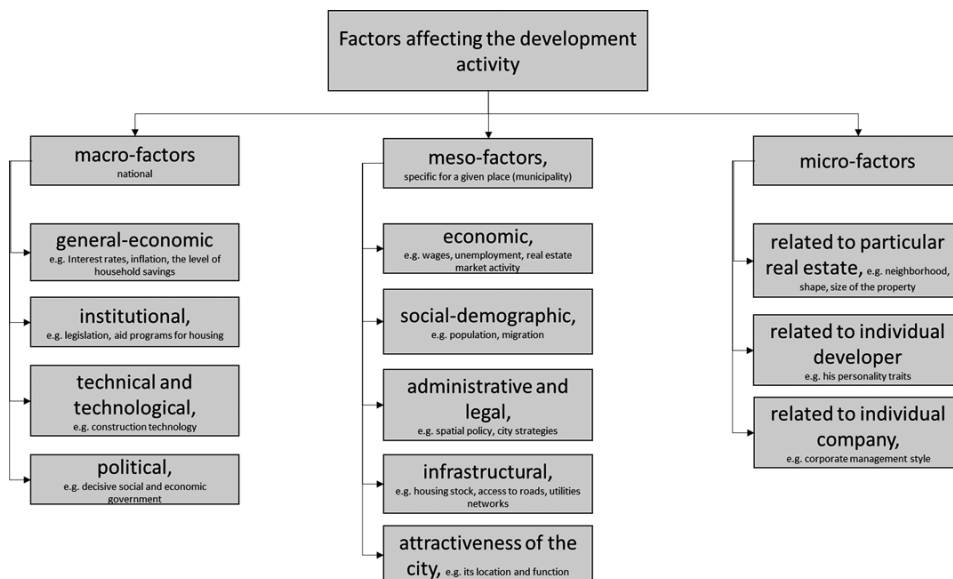 Factors affecting the development
activity
macro-factors
national
general-economic
e.g. Interest rates, inflation, the level of
household savings
institutional,
e.g. legislation, aid programs for housing
technical and
technological,
e.g. construction technology
political,
e.g. decisive social and economic
government
meso-factors,
specific for a given place (municipality)
economic,
e.g. wages, unemployment, real estate
market activity
social-demographic,
e.g. population, migration
administrative and
legal,
e.g. spatial policy, city strategies
infrastructural,
e.g. housing stock, access to roads, utilities
networks
attractiveness of the
city, e.g. its location and function
micro-factors
related to particular
real estate, e.g. neighborhood,
shape, size of the property
related to individual
developer
e.g. his personality traits
related to individual
company,
e.g. corporate management style